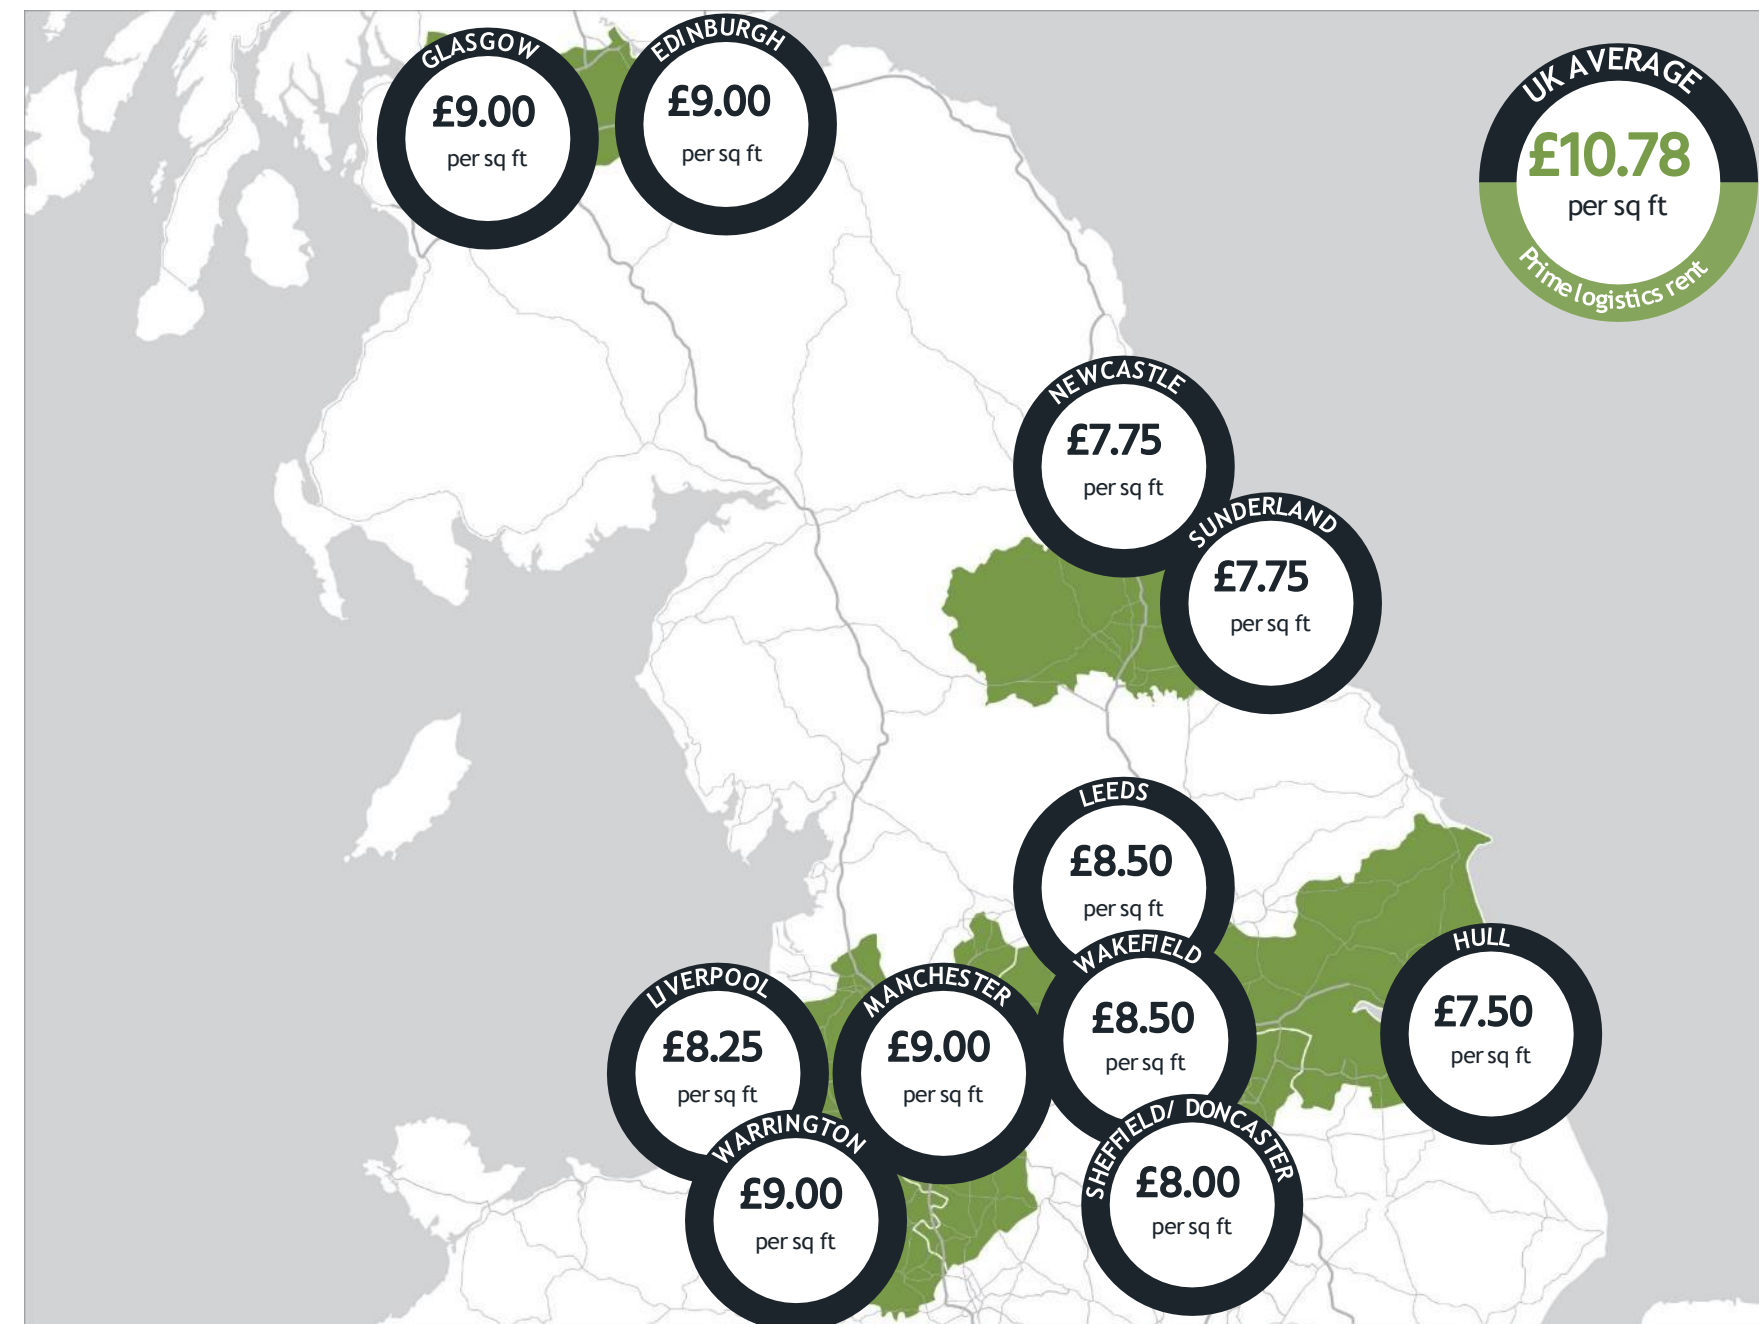 GLASGOW
£9.00
per sq ft
EDINBURGH
£9.00
per sq ft
UK AVERAGE
£10.78
per sq ft
Prime logistics rent
NEWCASTLE
£7.75
per sq ft
SUNDERLAND
£7.75
per sq ft
LEEDS
£8.50
per sq ft
WAKEFIELD
£8.50
per sq ft
HULL
£7.50
per sq ft
LIVERPOOL
£8.25
per sq ft
MANCHESTER
£9.00
per sq ft
WARRINGTON
£9.00
per sq ft
SHEFFIELD/ DONCASTER
£8.00
per sq ft